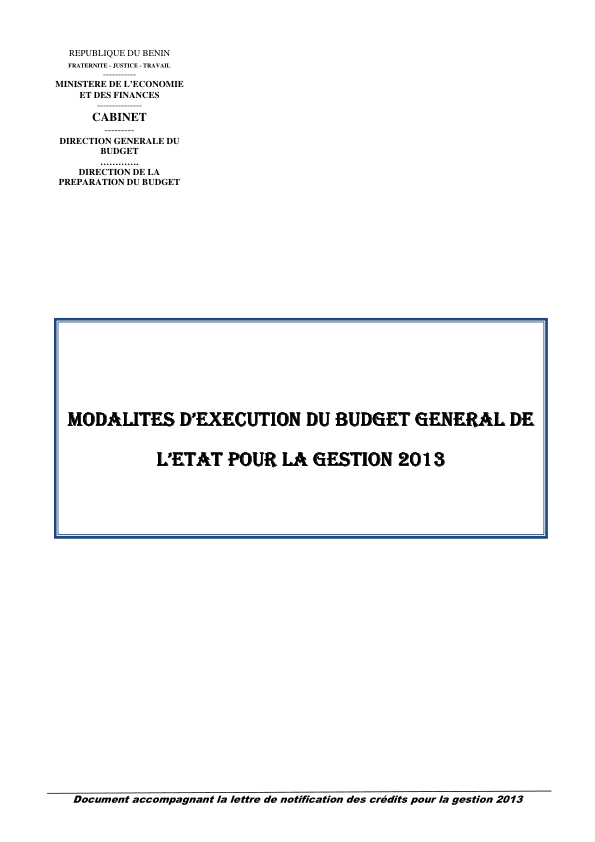 REPUBLIQUE DU BENIN
FRATERNITE - JUSTICE - TRAVAIL
-----------
MINISTERE DE L'ECONOMIE
ET DES FINANCES
---------------
CABINET
---------
DIRECTION GENERALE DU
BUDGET
.............
DIRECTION DE LA
PREPARATION DU BUDGET
MODALITES D'EXECUTION DU BUDGET GENERAL DE
L'ETAT POUR LA GESTION 2013
Document accompagnant la lettre de notification des crédits pour la gestion 2013